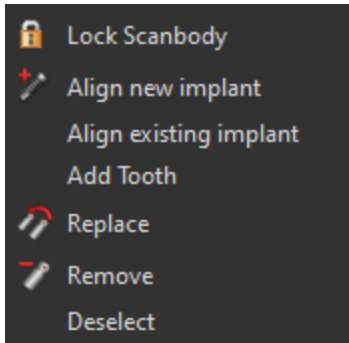 Lock Scanbody
Align new implant
Align existing implant
Add Tooth
Replace
Remove
Deselect